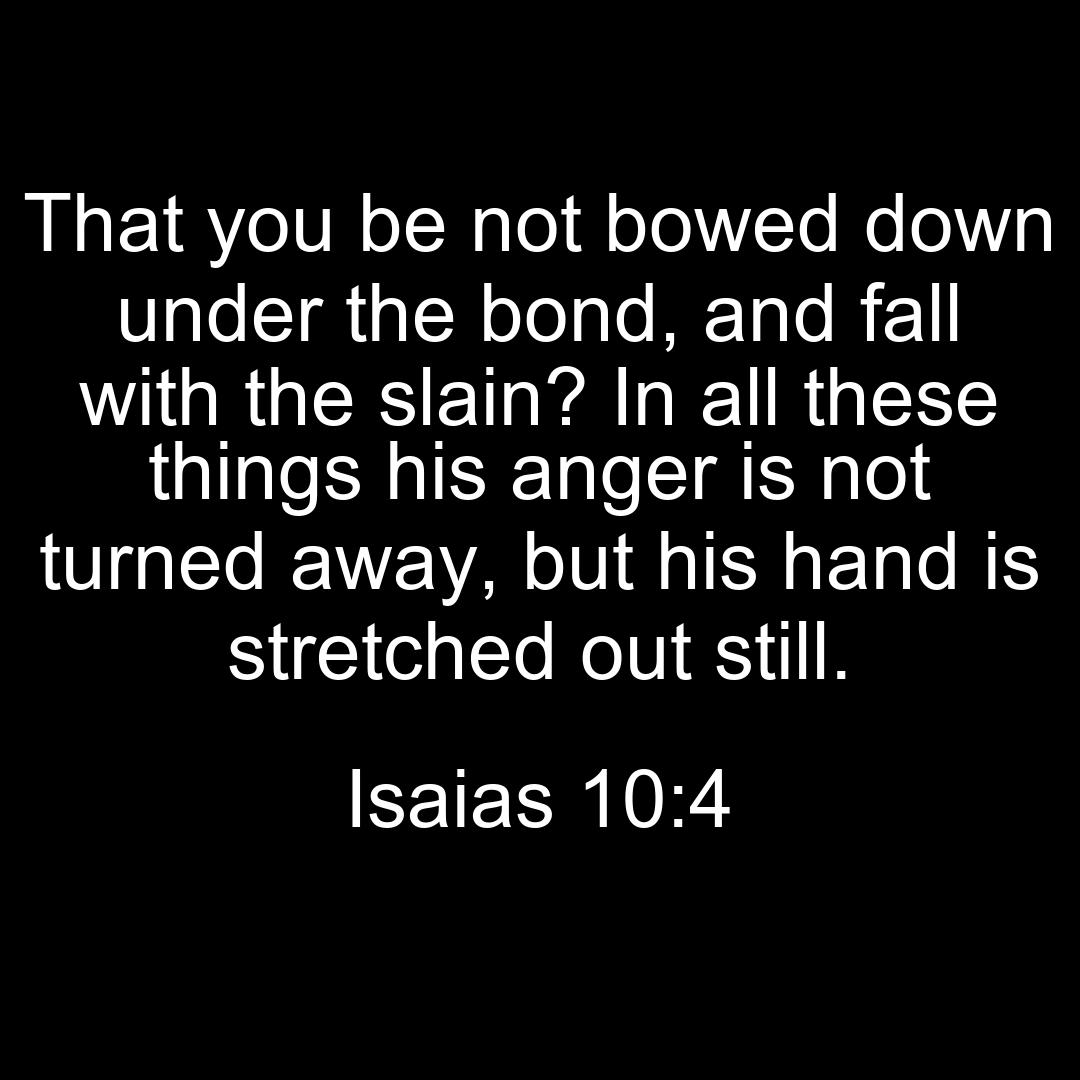 That you be not bowed down
under the bond, and fall
with the slain? In all these
things his anger is not
turned away, but his hand is
stretched out still.
Isaias 10:4